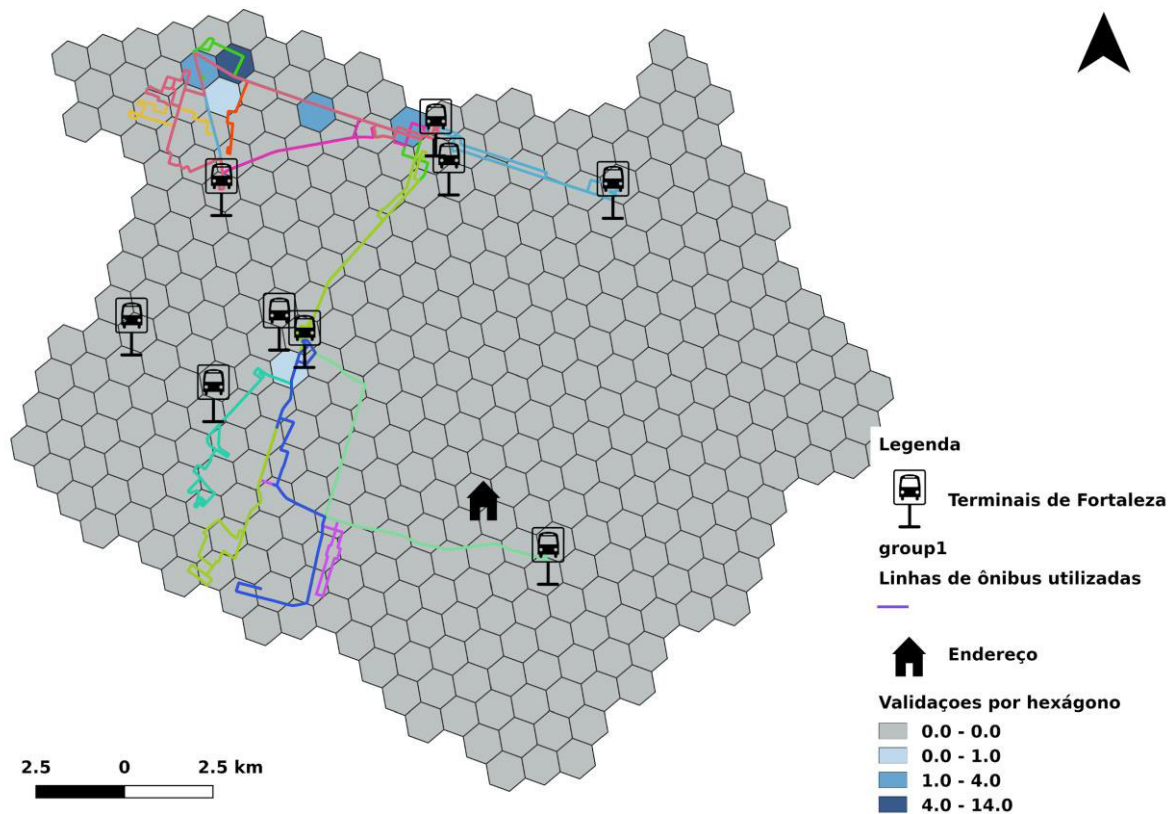 Legenda
Terminais de Fortaleza
group1
Linhas de ônibus utilizadas
Endereço
Validaçoes por hexágono
0.0 - 0.0
0.0 - 1.0
1.0 - 4.0
4.0 - 14.0
2.5 0 2.5 km